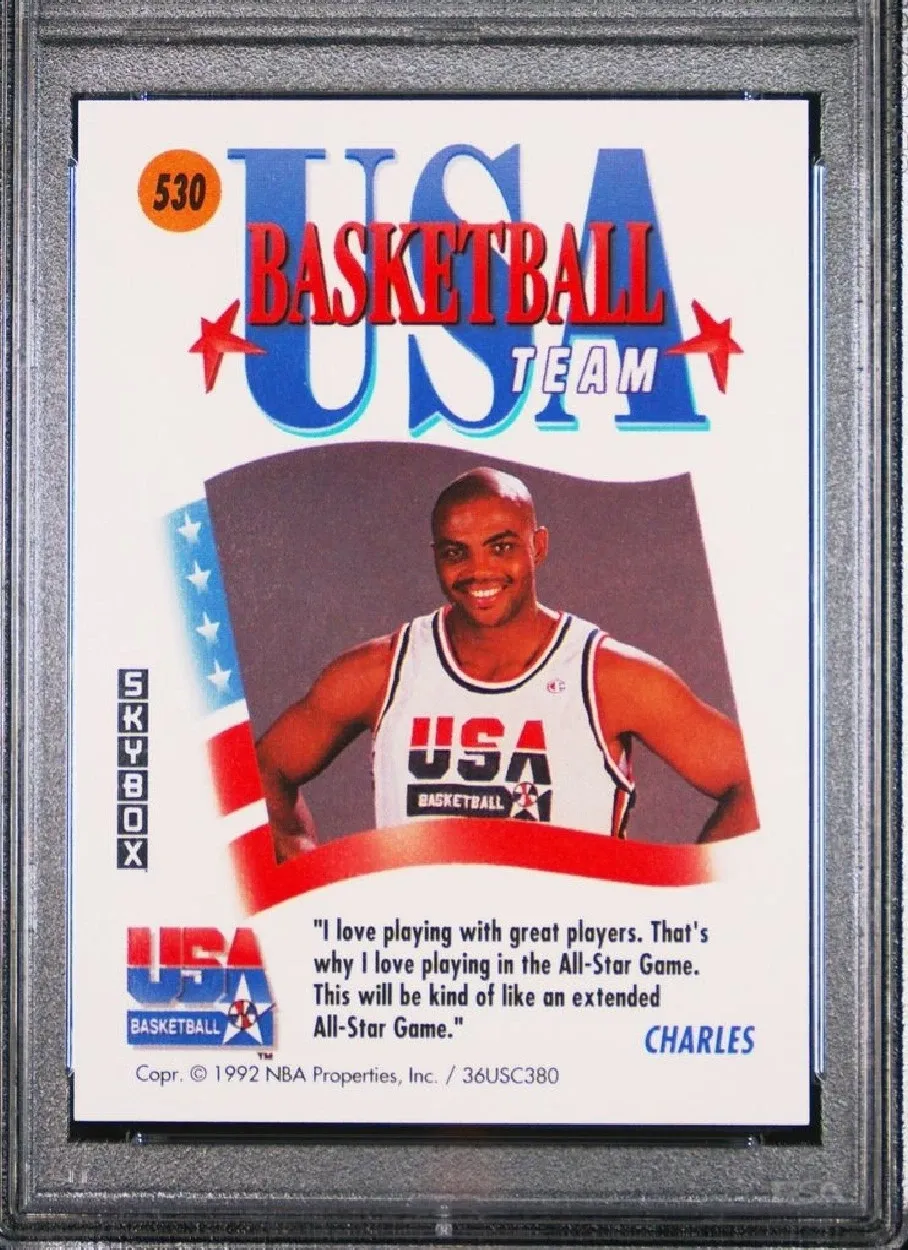 530
USA
BASKETBALL
TEAM
USA
BASKETBALL
SKYBOX
USA
BASKETBALL
TM
"I love playing with great players. That's
why I love playing in the All-Star Game.
This will be kind of like an extended
All-Star Game."
CHARLES
Copr. © 1992 NBA Properties, Inc. / 36USC380